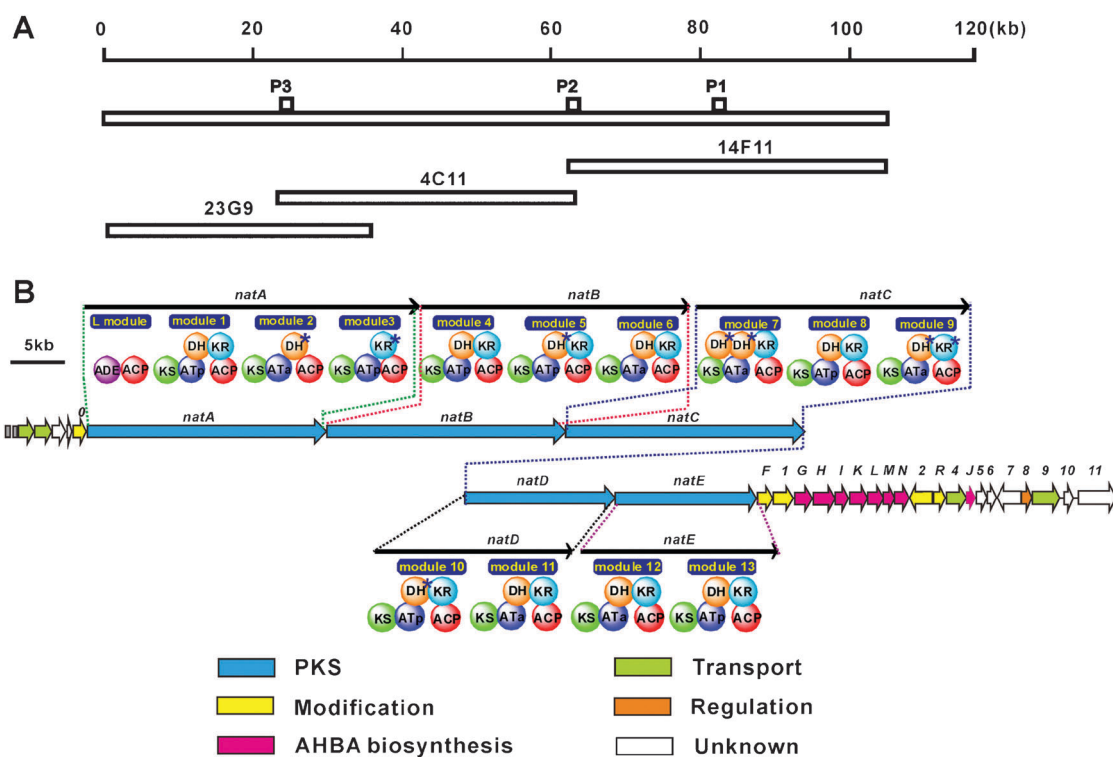 A
0 20 40 60 80 100 120(kb)
P3 P2 P1
14F11
4C11
23G9
B
natA natB natC
L module module 1 module 2 module3 module 4 module 5 module 6 module 7 module 8 module 9
5kb
DH KR DH* KR* DH KR DH* KR DH KR DH* DH* KR DH KR DH* KR*
ADE ACP KS ATp ACP KS ATa ACP KS ATp ACP KS ATp ACP KS ATp ACP KS ATa ACP KS ATa ACP KS ATp ACP KS ATa ACP
0
natA natB natC
F 1 G H I K L M N 2 R 4 J 5 6 7 8 9 10 11
natD natE
natD natE
module 10 module 11 module 12 module 13
DH* KR DH KR DH KR DH KR
KS ATp ACP KS ATa ACP KS ATa ACP KS ATp ACP
PKS Transport
Modification Regulation
AHBA biosynthesis Unknown